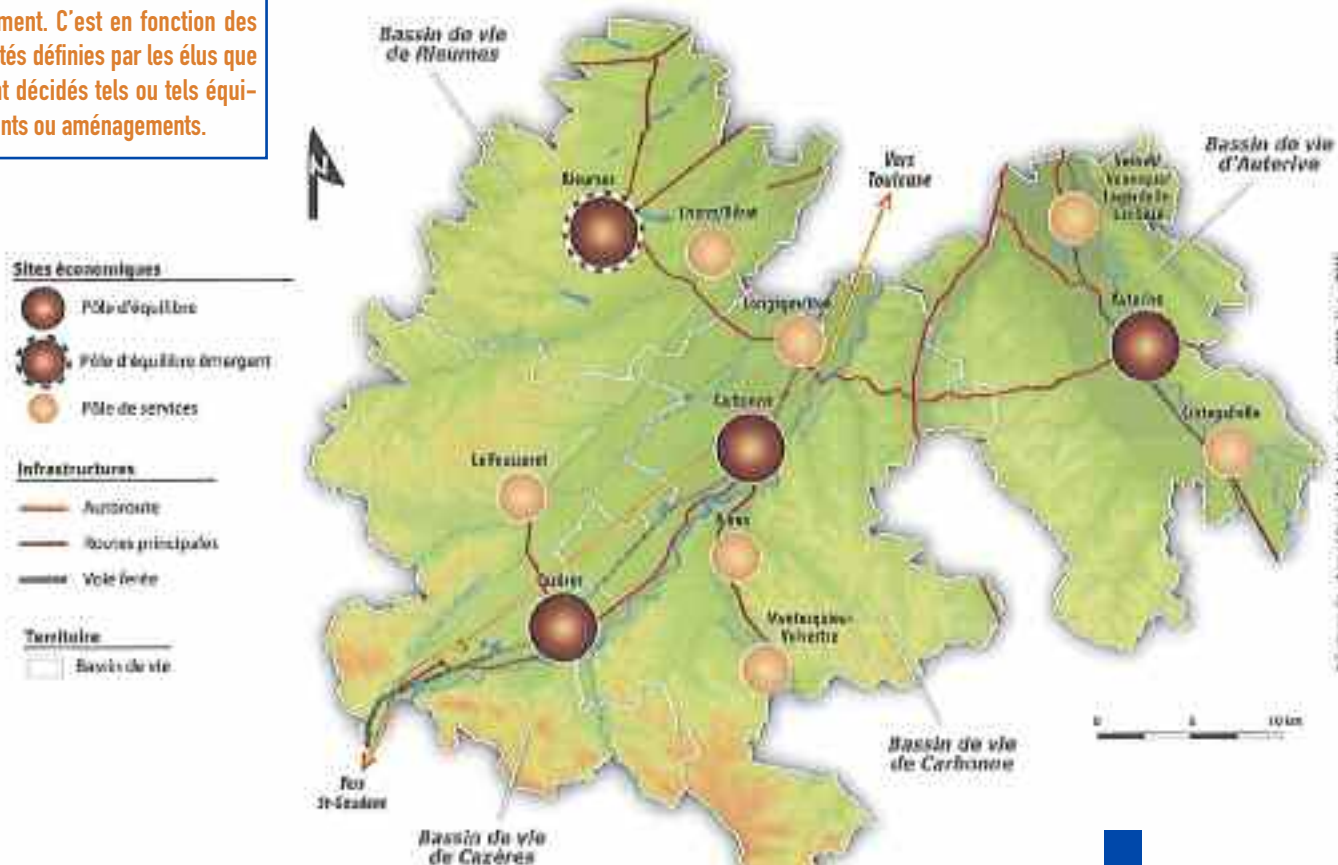 ment. C'est en fonction des
tés définies par les élus que
t décidés tels ou tels équi-
nts ou aménagements.
Bassin de vie
de Rieumes
Bassin de vie
d'Auterive
Vers
Toulouse
Rieumes
Auterive
Sites économiques
Pôle d'équilibre
Pôle d'équilibre émergent
Pôle de services
Carbonne
Cintegabelle
Le Fousseret
Infrastructures
Autoroute
Routes principales
Voie ferrée
Rieux
Cazères
Montesquieu-
Volvestre
Territoire
Bassin de vie
10 km
Bassin de vie
de Carbonne
Vers
St-Gaudens
Bassin de vie
de Cazères